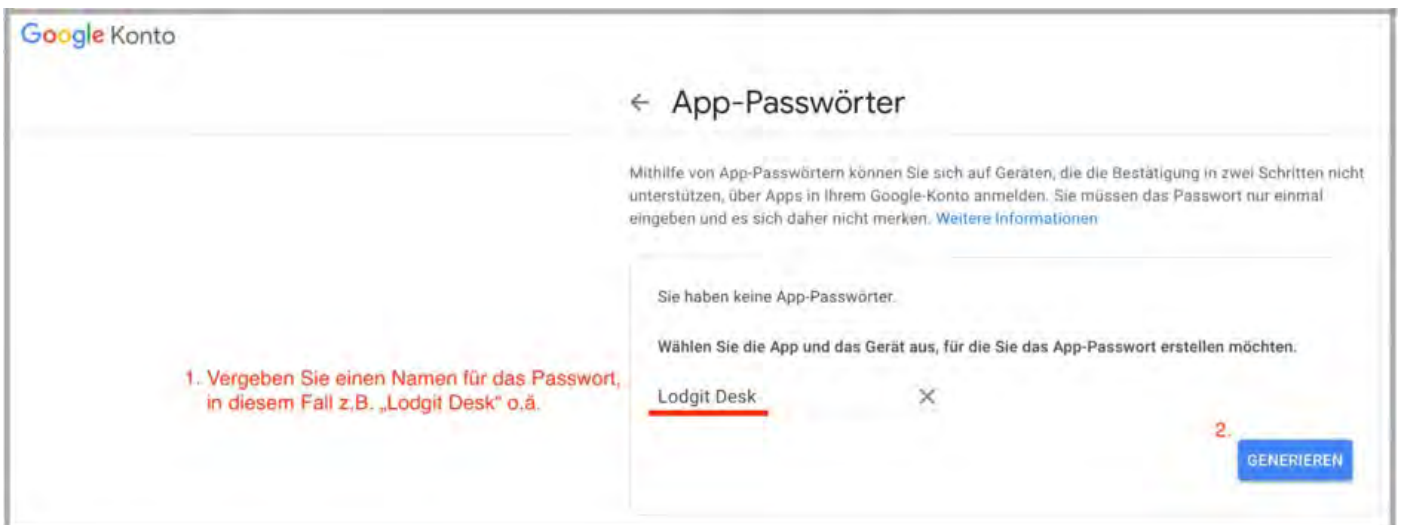 Google Konto
← App-Passwörter
Mithilfe von App-Passwörtern können Sie sich auf Geräten, die die Bestätigung in zwei Schritten nicht
unterstützen, über Apps in Ihrem Google-Konto anmelden. Sie müssen das Passwort nur einmal
eingeben und es sich daher nicht merken. Weitere Informationen
Sie haben keine App-Passwörter.
Wählen Sie die App und das Gerät aus, für die Sie das App-Passwort erstellen möchten.
1. Vergeben Sie einen Namen für das Passwort,
in diesem Fall z.B. „Lodgit Desk“ o.ä.
Lodgit Desk ×
2.
GENERIEREN